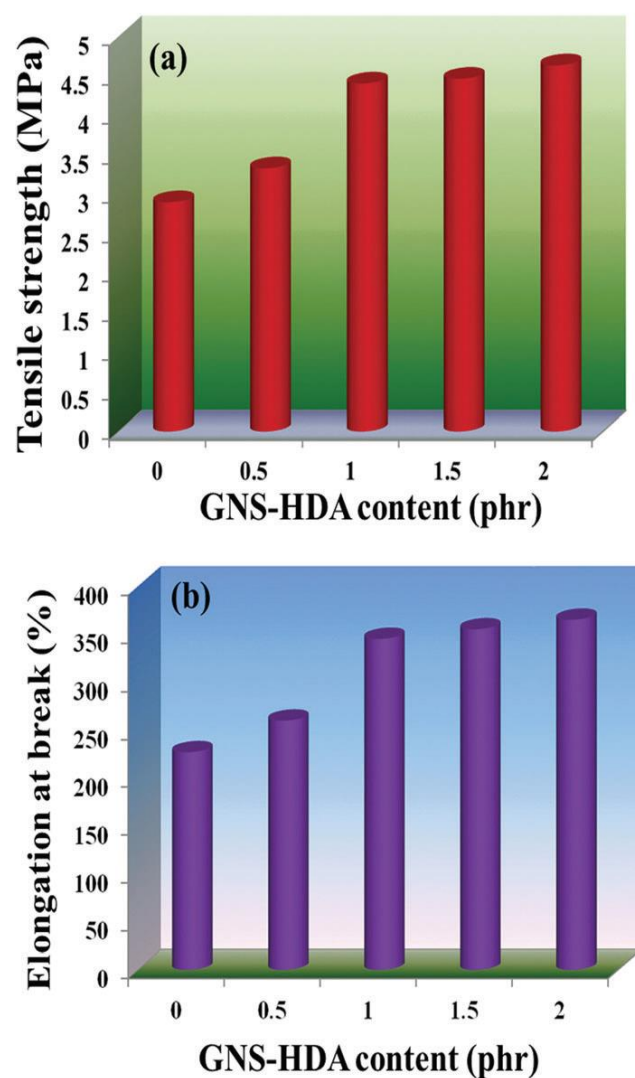 (a)
Tensile strength (MPa)
5
4.5
4
3.5
3
2.5
2
1.5
1
0.5
0
0 0.5 1 1.5 2
GNS-HDA content (phr)
(b)
Elongation at break (%)
400
350
300
250
200
150
100
50
0
0 0.5 1 1.5 2
GNS-HDA content (phr)